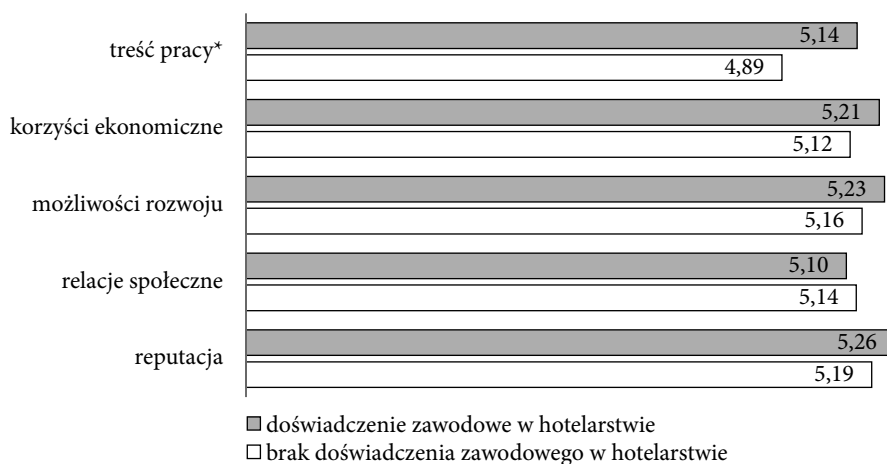 treść pracy*
5,14
4,89
korzyści ekonomiczne
5,21
5,12
możliwości rozwoju
5,23
5,16
relacje społeczne
5,10
5,14
reputacja
5,26
5,19
doświadczenie zawodowe w hotelarstwie
brak doświadczenia zawodowego w hotelarstwie